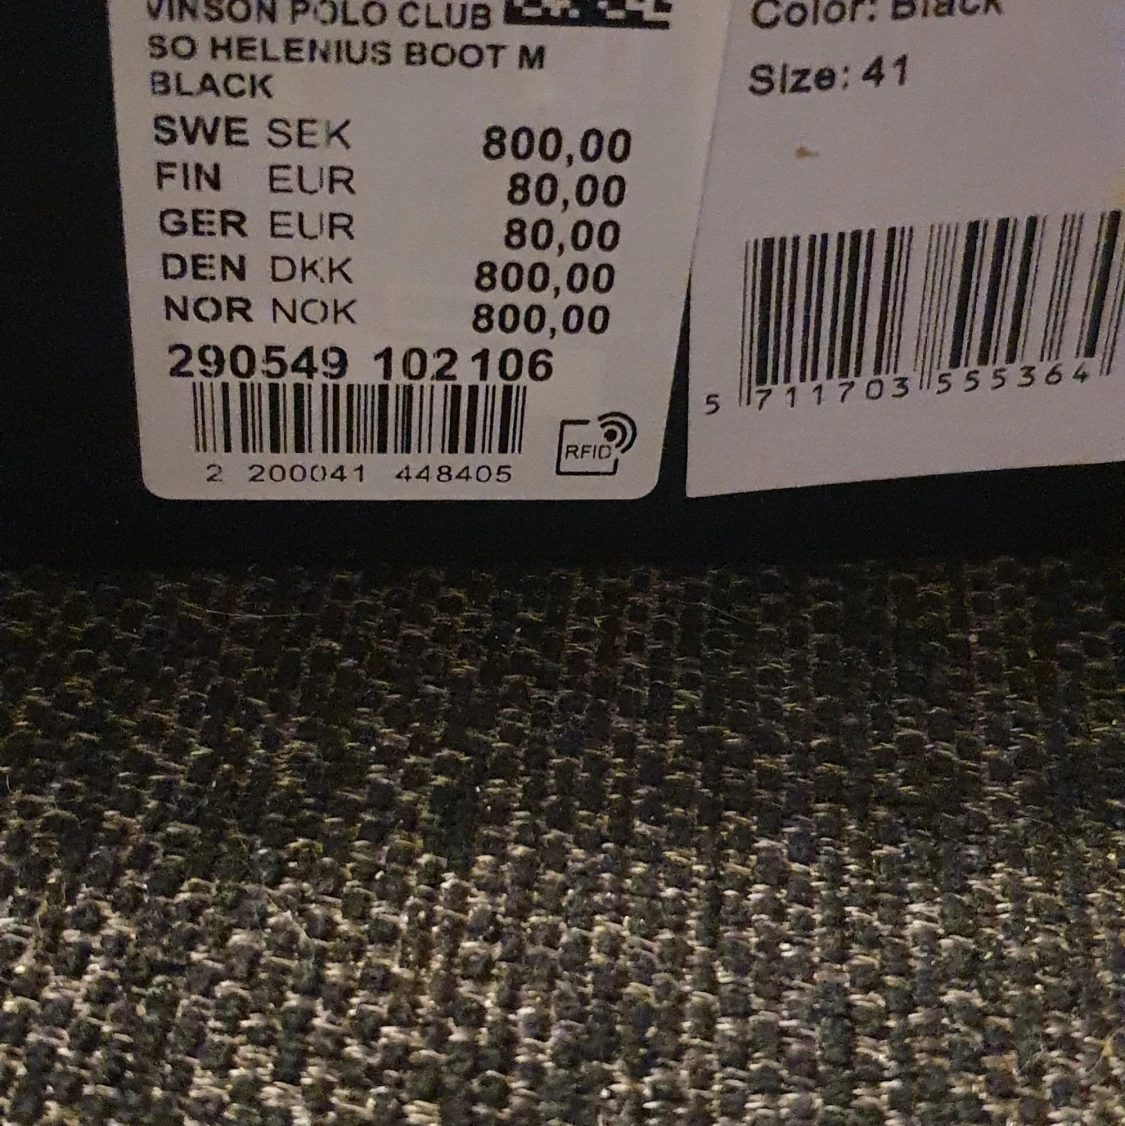 VINSON POLO CLUB
SO HELENIUS BOOT M
BLACK
SWE SEK 800,00
FIN EUR 80,00
GER EUR 80,00
DEN DKK 800,00
NOR NOK 800,00
290549 102 106
2 200041 448405
RFID
Color: Black
Size: 41
5 711703 555364